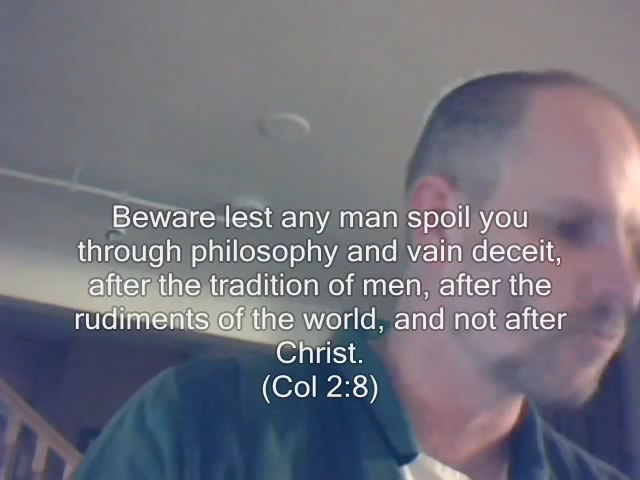 Beware lest any man spoil you
through philosophy and vain deceit,
after the tradition of men, after the
rudiments of the world, and not after
Christ.
(Col 2:8)